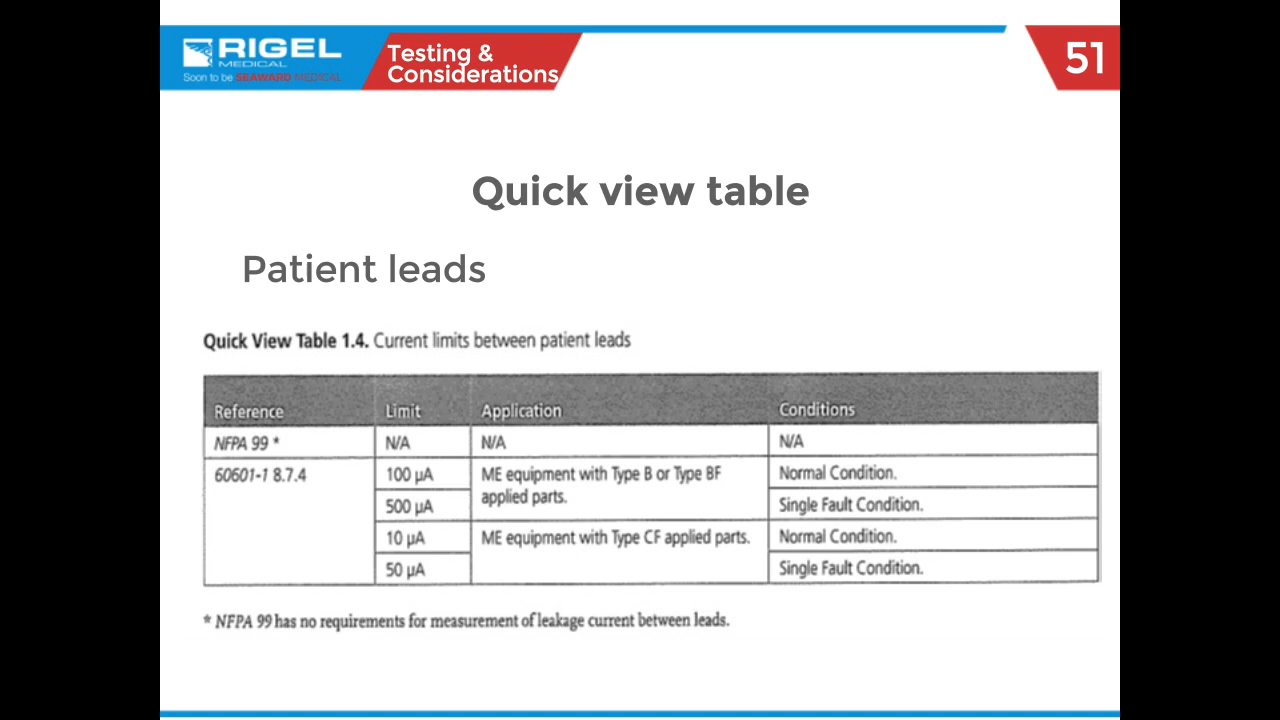 RIGEL
MEDICAL
Soon to be SEAWARD MEDICAL
Testing &
Considerations
51
Quick view table
Patient leads
Quick View Table 1.4. Current limits between patient leads
Reference Limit Application Conditions
NFPA 99 * N/A N/A N/A
60601-1 8.7.4 100 µA ME equipment with Type B or Type BF Normal Condition.
applied parts.
500 µA Single Fault Condition.
10 µA ME equipment with Type CF applied parts. Normal Condition.
50 µA Single Fault Condition.
* NFPA 99 has no requirements for measurement of leakage current between leads.